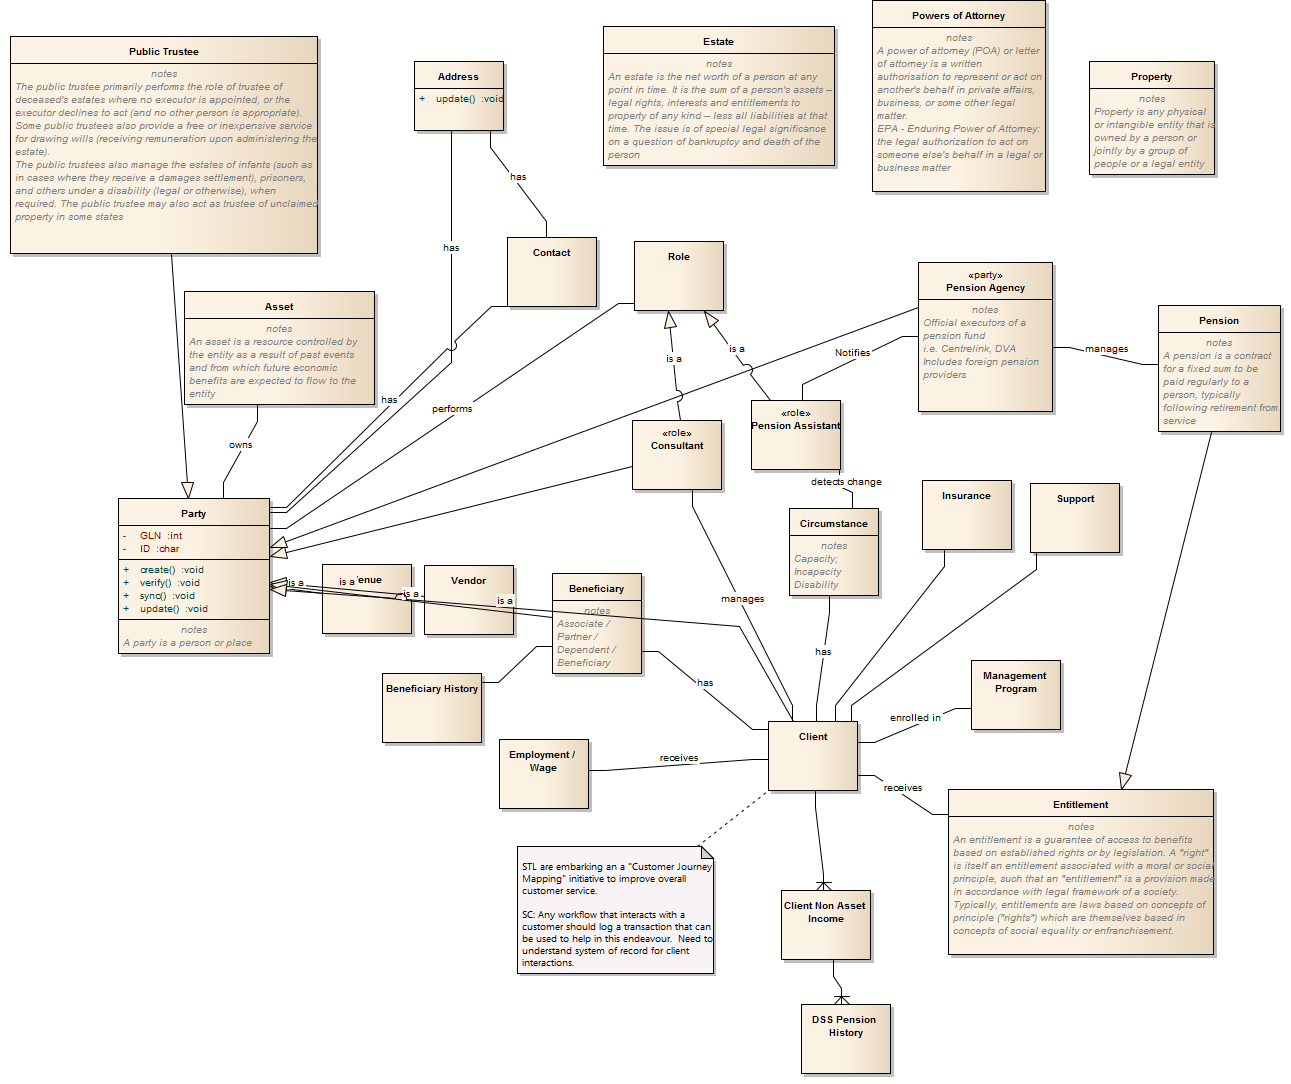 Public Trustee
notes
The public trustee primarily performs the role of trustee of
deceased's estates where no executor is appointed, or the
executor declines to act (and no other person is appropriate).
Some public trustees also provide a free or inexpensive service
for drawing wills (receiving remuneration upon administering the
estate).
The public trustees also manage the estates of infants (such as
in cases where they receive a damages settlement), prisoners,
and others under a disability (legal or otherwise), when
required. The public trustee may also act as trustee of unclaimed
property in some states
Address
+ update() :void
Estate
notes
An estate is the net worth of a person at any
point in time. It is the sum of a person's assets –
legal rights, interests and entitlements to
property of any kind – less all liabilities at that
time. The issue is of special legal significance
on a question of bankruptcy and death of the
person
Powers of Attorney
notes
A power of attorney (POA) or letter
of attorney is a written
authorisation to represent or act on
another's behalf in private affairs,
business, or some other legal
matter.
EPA - Enduring Power of Attorney:
the legal authorization to act on
someone else's behalf in a legal or
business matter
Property
notes
Property is any physical
or intangible entity that is
owned by a person or
jointly by a group of
people or a legal entity
has
has
Contact
Role
«party»
Pension Agency
notes
Official executors of a
pension fund
i.e. Centrelink, DVA
Includes foreign pension
providers
Pension
notes
A pension is a contract
for a fixed sum to be
paid regularly to a
person, typically
following retirement from
service
manages
Notifies
Asset
notes
An asset is a resource controlled by
the entity as a result of past events
and from which future economic
benefits are expected to flow to the
entity
is a
is a
has
performs
owns
«role»
Consultant
«role»
Pension Assistant
detects change
Party
- GLN :int
- ID :char
+ create() :void
+ verify() :void
+ sync() :void
+ update() :void
notes
A party is a person or place
Circumstance
notes
Capacity;
Incapacity
Disability
Insurance
Support
is a
is a
enue
is a
Vendor
is a
Beneficiary
notes
Associate /
Partner /
Dependent /
Beneficiary
manages
has
has
Beneficiary History
Management
Program
enrolled in
Client
Employment /
Wage
receives
receives
Entitlement
notes
An entitlement is a guarantee of access to benefits
based on established rights or by legislation. A "right"
is itself an entitlement associated with a moral or social
principle, such that an "entitlement" is a provision made
in accordance with legal framework of a society.
Typically, entitlements are laws based on concepts of
principle ("rights") which are themselves based in
concepts of social equality or enfranchisement.
STL are embarking an a "Customer Journey
Mapping" initiative to improve overall
customer service.
SC: Any workflow that interacts with a
customer should log a transaction that can
be used to help in this endeavour. Need to
understand system of record for client
interactions.
Client Non Asset
Income
DSS Pension
History